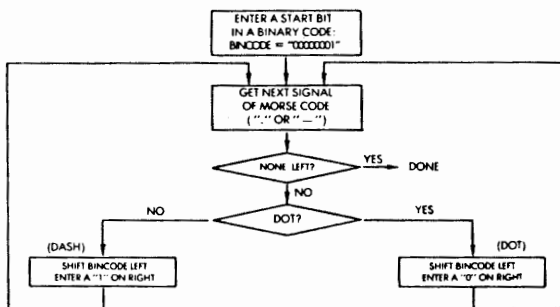 ENTER A START BIT
IN A BINARY CODE:
BINCODE = "00000001"
GET NEXT SIGNAL
OF MORSE CODE
("." OR "—")
NONE LEFT?
YES
DONE
NO
NO
DOT?
YES
(DASH)
(DOT)
SHIFT BINCODE LEFT
ENTER A "1" ON RIGHT
SHIFT BINCODE LEFT
ENTER A "0" ON RIGHT